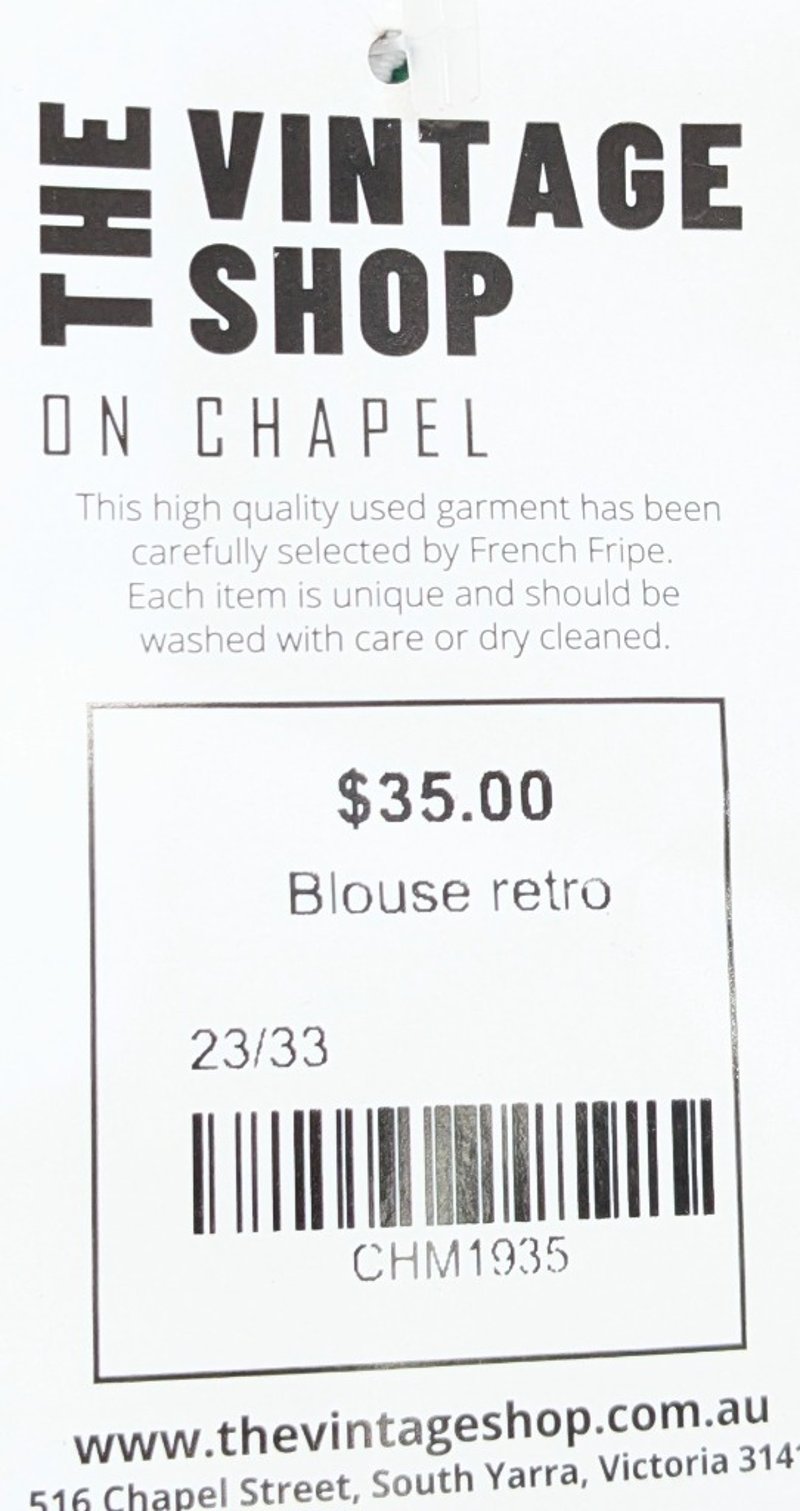 THE VINTAGE
SHOP
ON CHAPEL
This high quality used garment has been
carefully selected by French Fripe.
Each item is unique and should be
washed with care or dry cleaned.
$35.00
Blouse retro
23/33
CHM1935
www.thevintageshop.com.au
516 Chapel Street, South Yarra, Victoria 3141